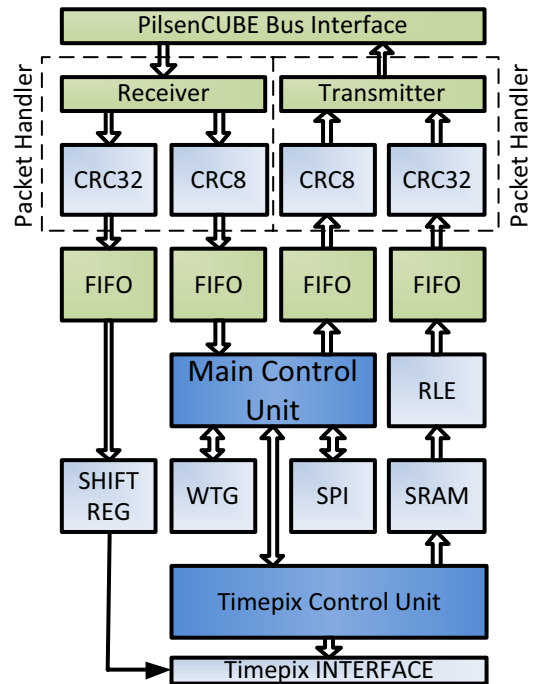 PilsenCUBE Bus Interface
Packet Handler
Receiver
Transmitter
Packet Handler
CRC32
CRC8
CRC8
CRC32
FIFO
FIFO
FIFO
FIFO
Main Control
Unit
RLE
SHIFT
REG
WTG
SPI
SRAM
Timepix Control Unit
Timepix INTERFACE